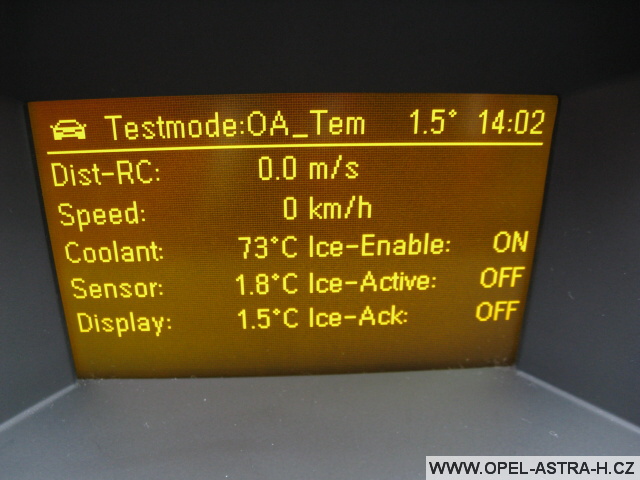 Testmode:OA_Tem 1.5° 14:02
Dist-RC: 0.0 m/s
Speed: 0 km/h
Coolant: 73°C Ice-Enable: ON
Sensor: 1.8°C Ice-Active: OFF
Display: 1.5°C Ice-Ack: OFF
WWW.OPEL-ASTRA-H.CZ